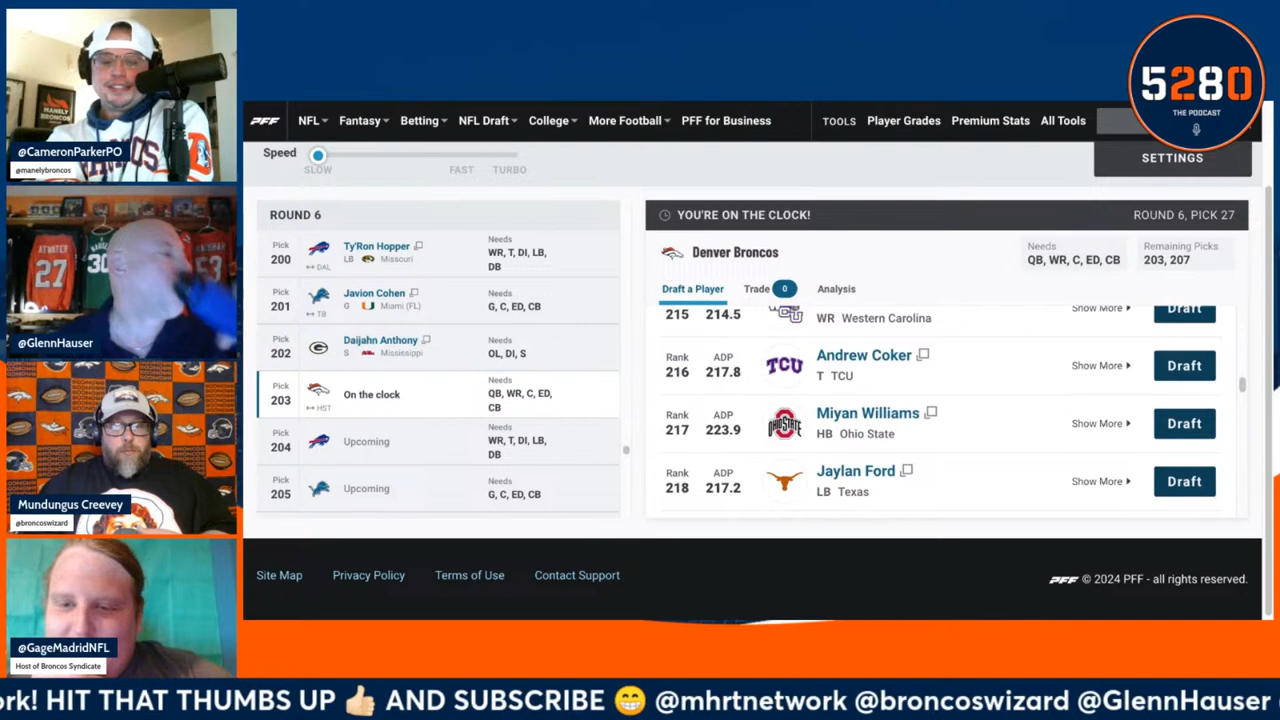 @CameronParkerPO
@manelybroncos
ATWATER
27
30
53
@GlennHauser
Mundungus Creevey
@broncoswizard
@GageMadridNFL
Host of Broncos Syndicate
5280
THE PODCAST
PFF
NFL
Fantasy
Betting
NFL Draft
College
More Football
PFF for Business
TOOLS
Player Grades
Premium Stats
All Tools
Speed
SLOW
FAST
TURBO
SETTINGS
ROUND 6
Pick
200
DAL
Ty'Ron Hopper
LB Missouri
Needs
WR, T, DI, LB,
DB
Pick
201
TB
Javion Cohen
G Miami (FL)
Needs
G, C, ED, CB
Pick
202
Daijahn Anthony
S Mississippi
Needs
OL, DI, S
Pick
203
HST
On the clock
Needs
QB, WR, C, ED,
CB
Pick
204
Upcoming
Needs
WR, T, DI, LB,
DB
Pick
205
Upcoming
Needs
G, C, ED, CB
YOU'RE ON THE CLOCK!
ROUND 6, PICK 27
Denver Broncos
Needs
QB, WR, C, ED, CB
Remaining Picks
203, 207
Draft a Player
Trade 0
Analysis
215 214.5
WR Western Carolina
Show More
Draft
Rank ADP
216 217.8
TCU
Andrew Coker
T TCU
Show More
Draft
Rank ADP
217 223.9
OHIO STATE
Miyan Williams
HB Ohio State
Show More
Draft
Rank ADP
218 217.2
Jaylan Ford
LB Texas
Show More
Draft
Site Map
Privacy Policy
Terms of Use
Contact Support
PFF © 2024 PFF - all rights reserved.
ork! HIT THAT THUMBS UP 👍🏼 AND SUBSCRIBE 😁 @mhrtnetwork @broncoswizard @GlennHauser